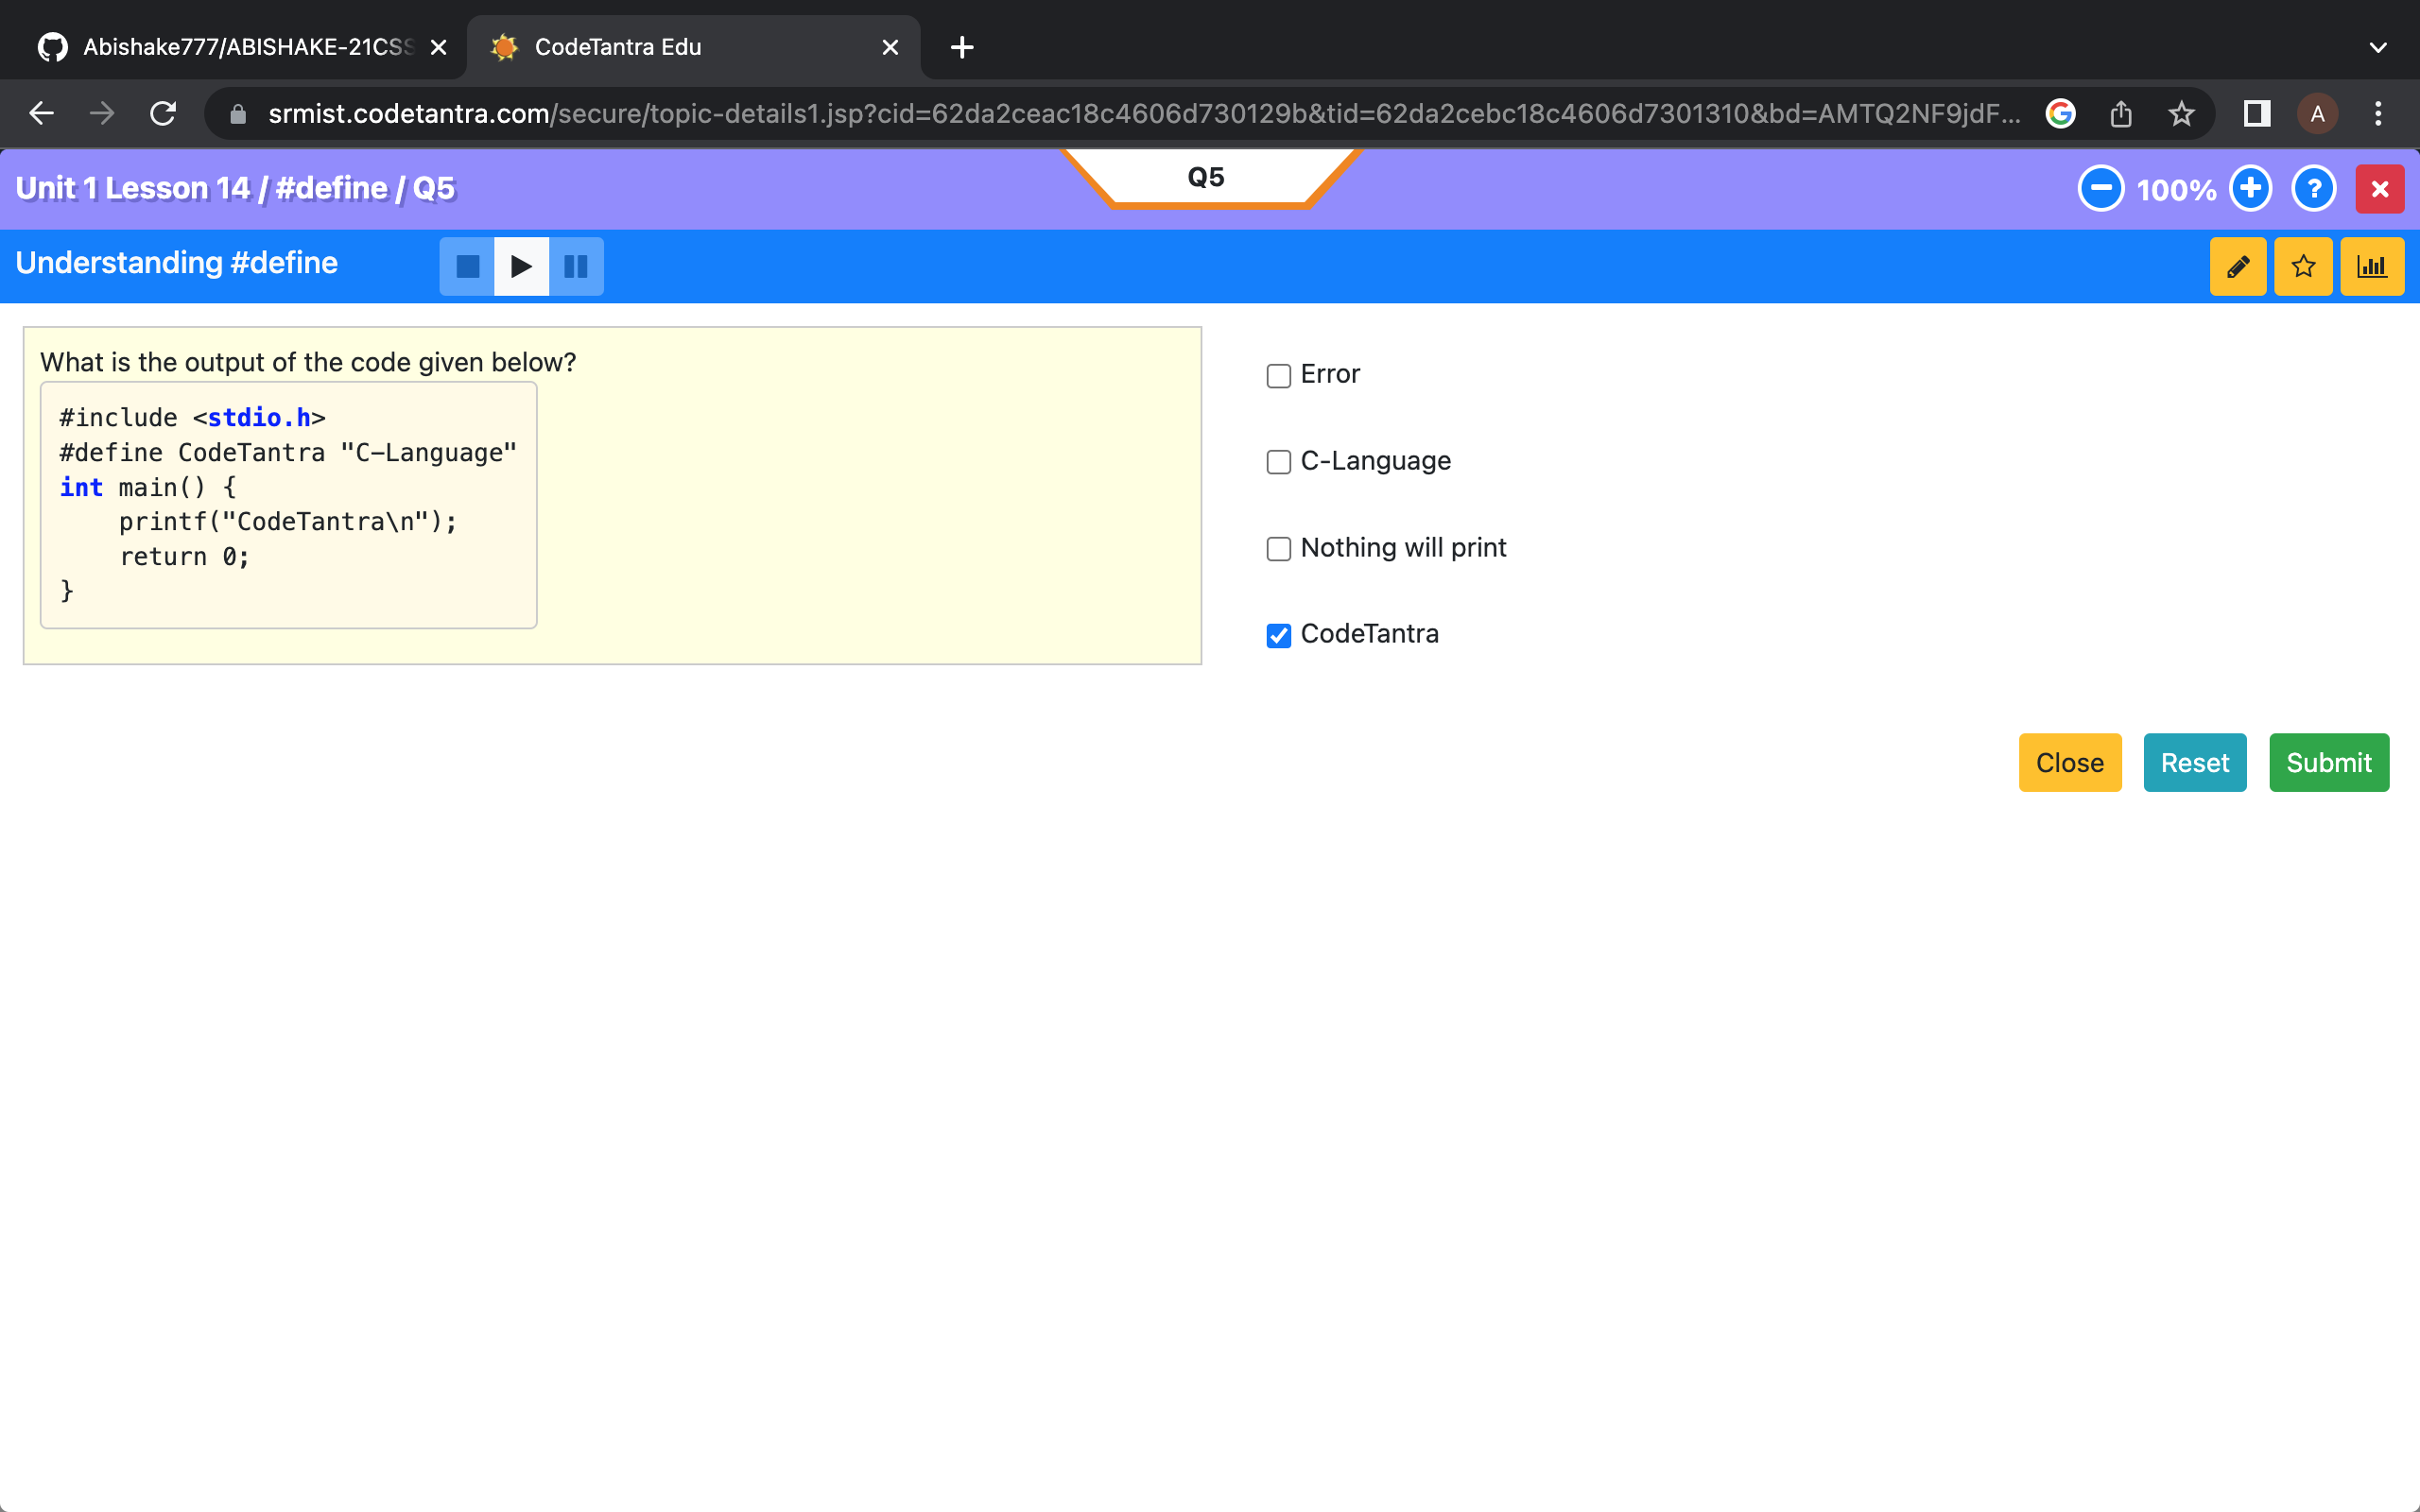 Abishake777/ABISHAKE-21CSS
CodeTantra Edu
srmist.codetantra.com/secure/topic-details1.jsp?cid=62da2ceac18c4606d730129b&tid=62da2cebc18c4606d7301310&bd=AMTQ2NF9jdF...
A
Unit 1 Lesson 14 / #define / Q5
Q5
100%
?
Understanding #define
What is the output of the code given below?
#include <stdio.h>
#define CodeTantra "C-Language"
int main() {
    printf("CodeTantra\n");
    return 0;
}
Error
C-Language
Nothing will print
CodeTantra
Close
Reset
Submit